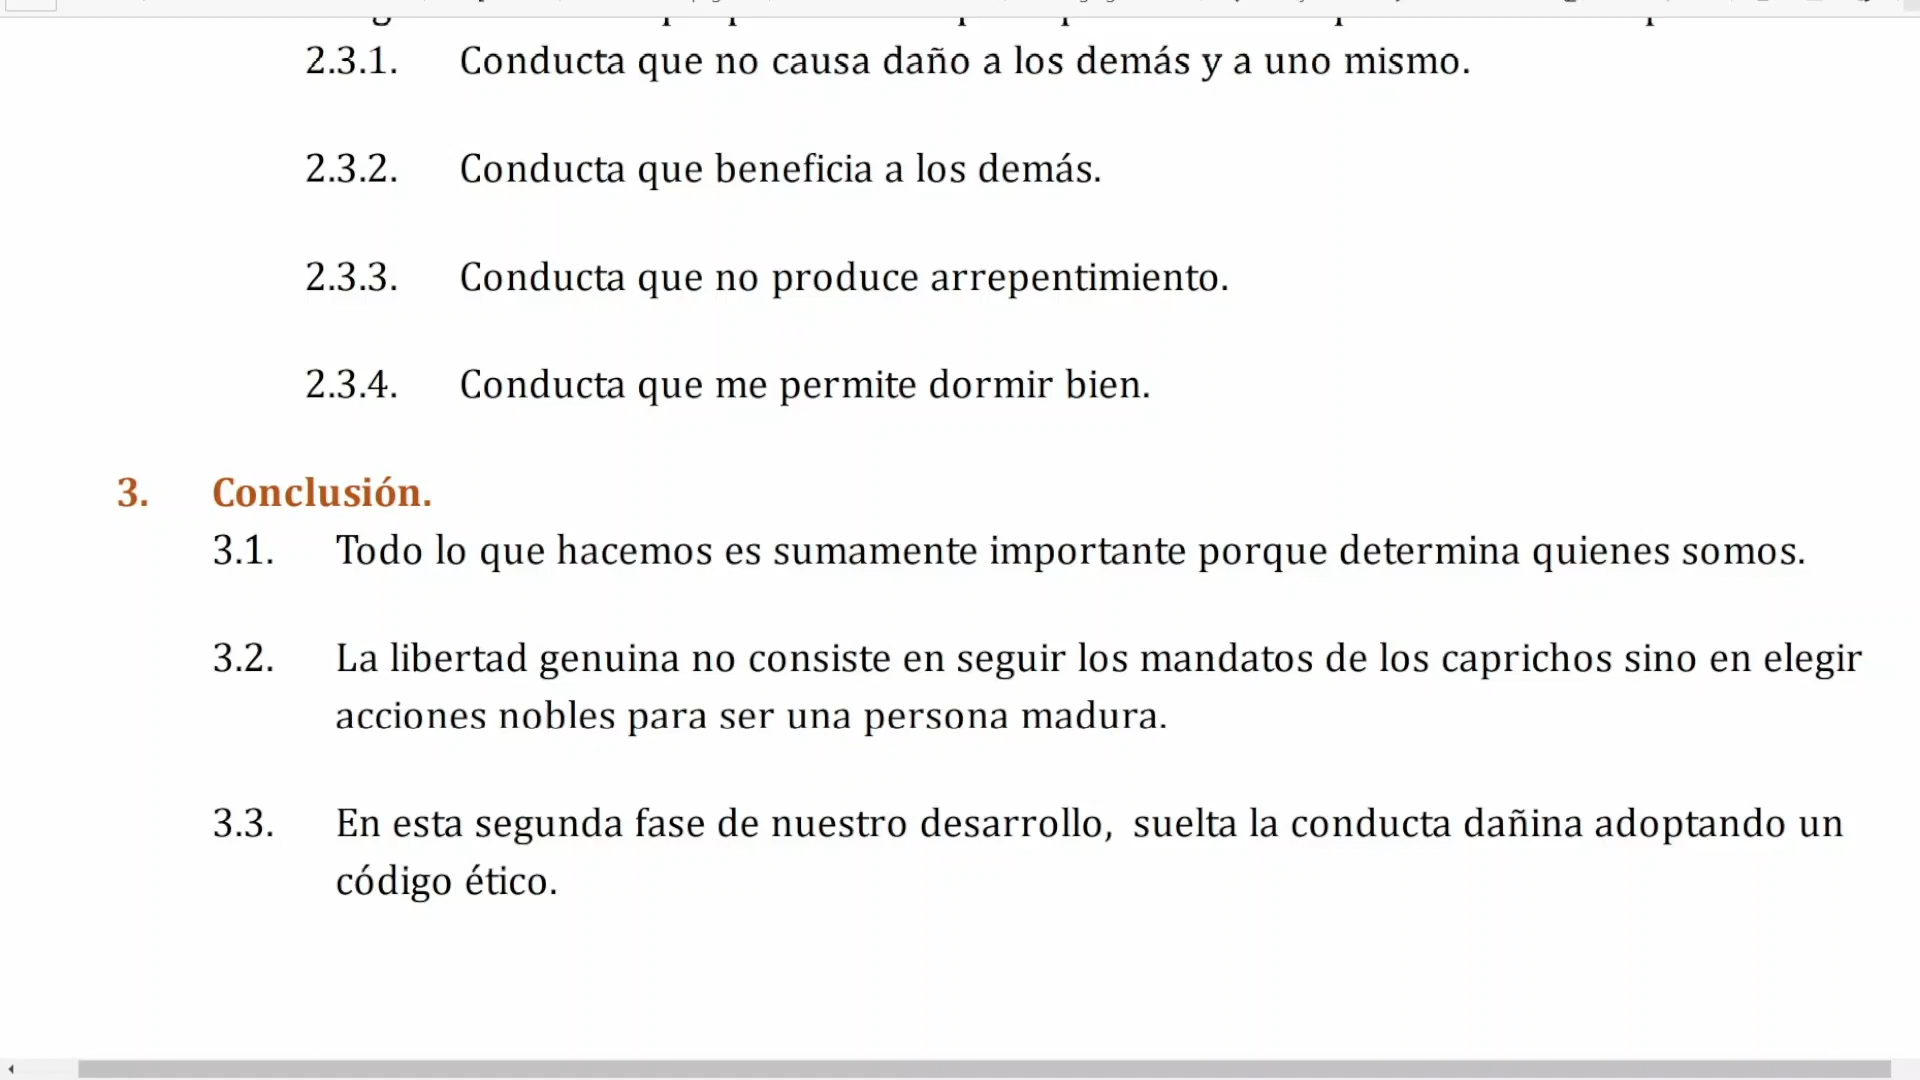 2.3.1. Conducta que no causa daño a los demás y a uno mismo.
2.3.2. Conducta que beneficia a los demás.
2.3.3. Conducta que no produce arrepentimiento.
2.3.4. Conducta que me permite dormir bien.
3. Conclusión.
3.1. Todo lo que hacemos es sumamente importante porque determina quienes somos.
3.2. La libertad genuina no consiste en seguir los mandatos de los caprichos sino en elegir
acciones nobles para ser una persona madura.
3.3. En esta segunda fase de nuestro desarrollo,  suelta la conducta dañina adoptando un
código ético.